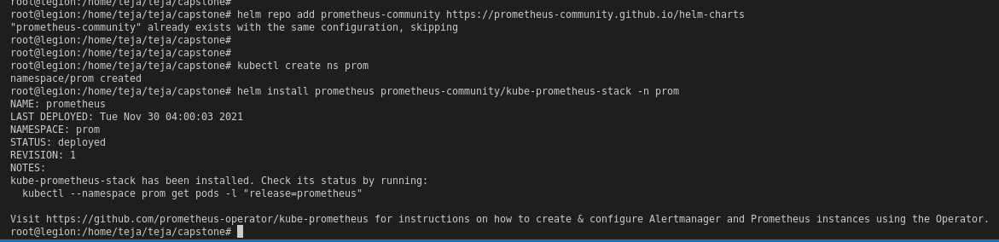 root@legion:/home/teja/teja/capstone#
root@legion:/home/teja/teja/capstone# helm repo add prometheus-community https://prometheus-community.github.io/helm-charts
"prometheus-community" already exists with the same configuration, skipping
root@legion:/home/teja/teja/capstone#
root@legion:/home/teja/teja/capstone#
root@legion:/home/teja/teja/capstone# kubectl create ns prom
namespace/prom created
root@legion:/home/teja/teja/capstone# helm install prometheus prometheus-community/kube-prometheus-stack -n prom
NAME: prometheus
LAST DEPLOYED: Tue Nov 30 04:00:03 2021
NAMESPACE: prom
STATUS: deployed
REVISION: 1
NOTES:
kube-prometheus-stack has been installed. Check its status by running:
  kubectl --namespace prom get pods -l "release=prometheus"

Visit https://github.com/prometheus-operator/kube-prometheus for instructions on how to create & configure Alertmanager and Prometheus instances using the Operator.
root@legion:/home/teja/teja/capstone#